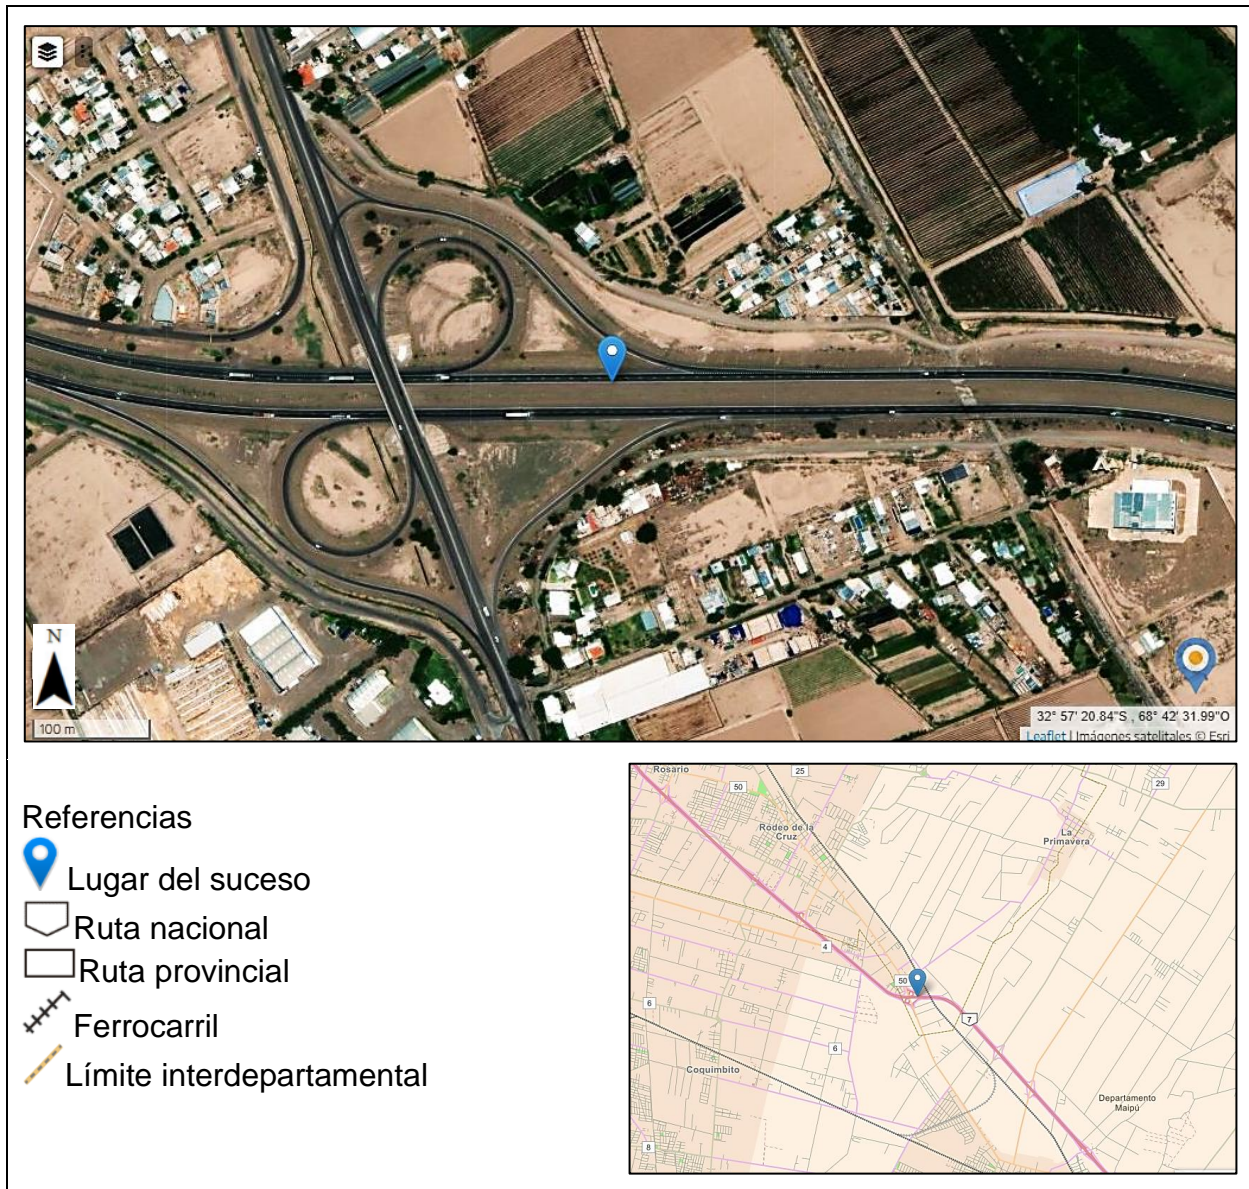 N
100 m
32° 57' 20.84"S , 68° 42' 31.99"O
Leaflet | Imágenes satelitales © Esri
Referencias
Lugar del suceso
Ruta nacional
Ruta provincial
Ferrocarril
Límite interdepartamental
Rosario
25
50
29
Rodeo de la
Cruz
La
Primavera
4
50
7
6
6
Coquimbito
Departamento
Maipú
8